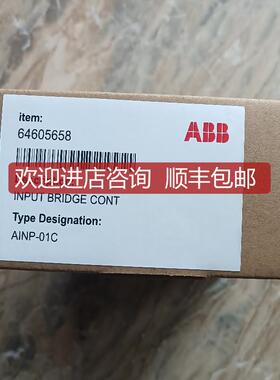 item:
64605658
ABB
欢迎进店咨询 顺丰包邮
INPUT BRIDGE CONT
Type Designation:
AINP-01C